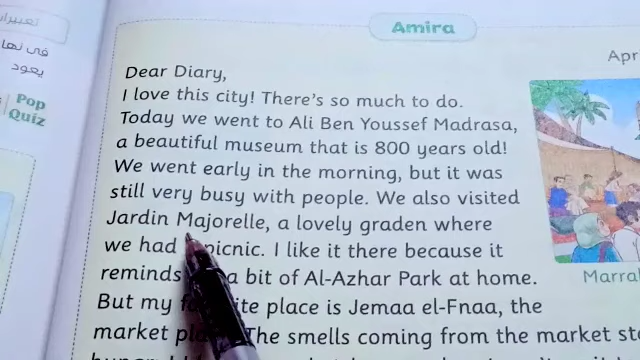 Amira
تعبيرات
في نها
يعود
Pop
Quiz
Apr
Dear Diary,
I love this city! There's so much to do.
Today we went to Ali Ben Youssef Madrasa,
a beautiful museum that is 800 years old!
We went early in the morning, but it was
still very busy with people. We also visited
Jardin Majorelle, a lovely graden where
we had picnic. I like it there because it
reminds a bit of Al-Azhar Park at home.
But my place is Jemaa el-Fnaa, the
market The smells coming from the market
Marra